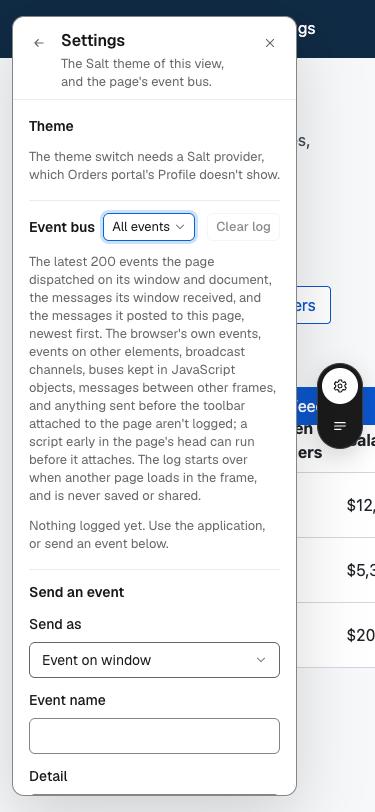 Settings
The Salt theme of this view,
and the page's event bus.
gs
Theme
The theme switch needs a Salt provider,
which Orders portal's Profile doesn't show.
s,
Event bus
All events
Clear log
The latest 200 events the page
dispatched on its window and document,
the messages its window received, and
the messages it posted to this page,
newest first. The browser's own events,
events on other elements, broadcast
channels, buses kept in JavaScript
objects, messages between other frames,
and anything sent before the toolbar
attached to the page aren't logged; a
script early in the page's head can run
before it attaches. The log starts over
when another page loads in the frame,
and is never saved or shared.
Nothing logged yet. Use the application,
or send an event below.
ers
ers
$12,
$5,3
$20
Send an event
Send as
Event on window
Event name
Detail